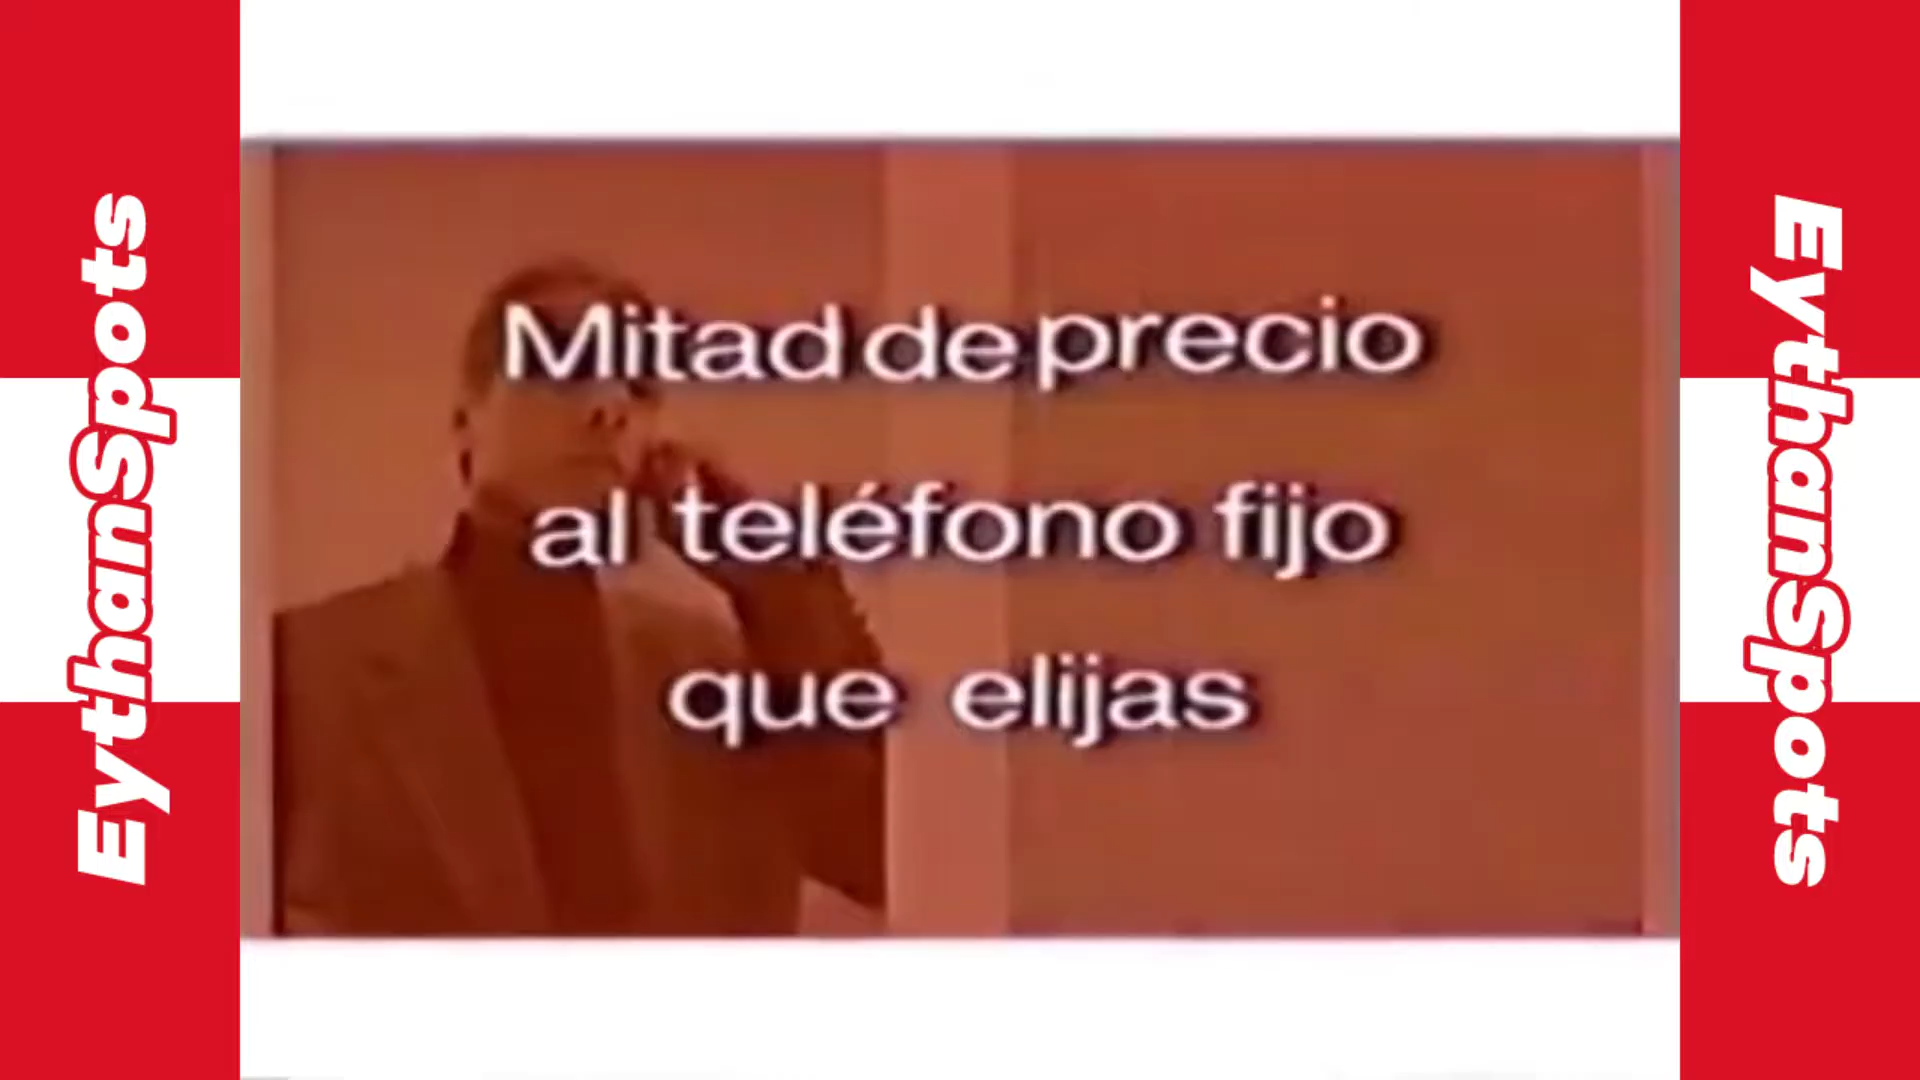 EythanSpots
Mitad de precio
al teléfono fijo
que elijas
EythanSpots